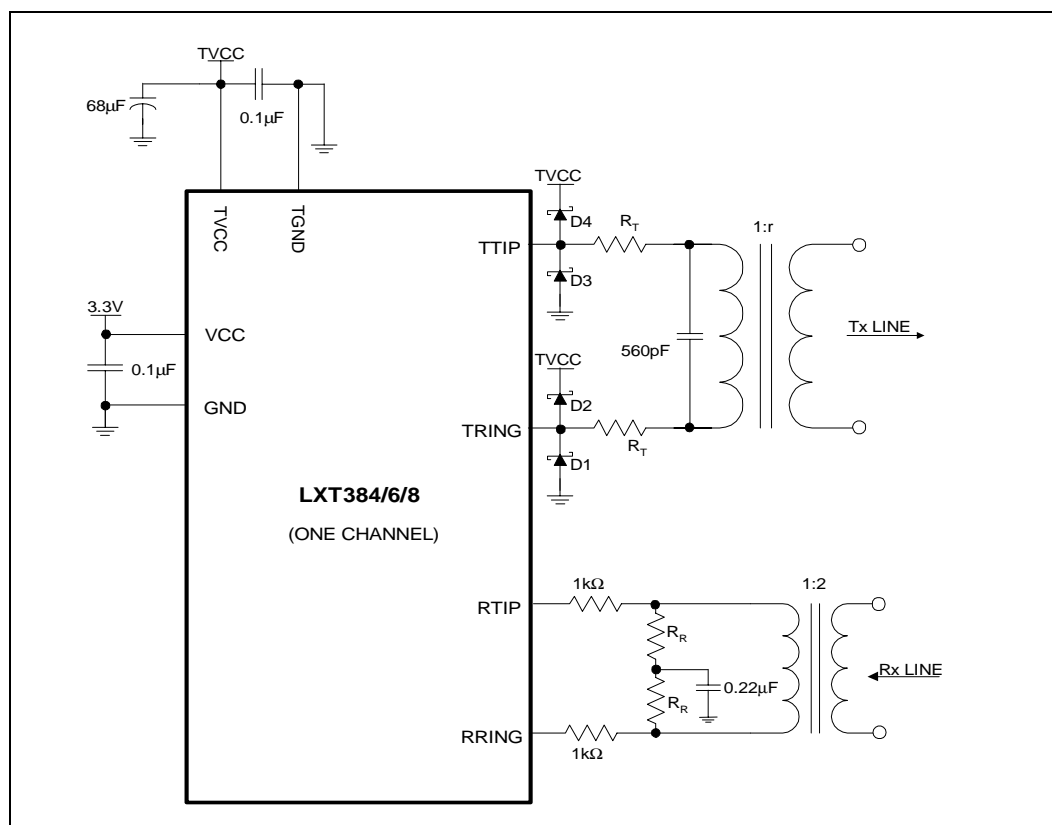 TVCC
68µF
0.1µF
TVCC
TGND
TVCC
D4
R_T
1:r
TTIP
D3
3.3V
VCC
0.1µF
560pF
Tx LINE
TVCC
GND
D2
TRING
R_T
D1
LXT384/6/8
(ONE CHANNEL)
1kΩ
1:2
RTIP
R_R
0.22µF
Rx LINE
R_R
RRING
1kΩ